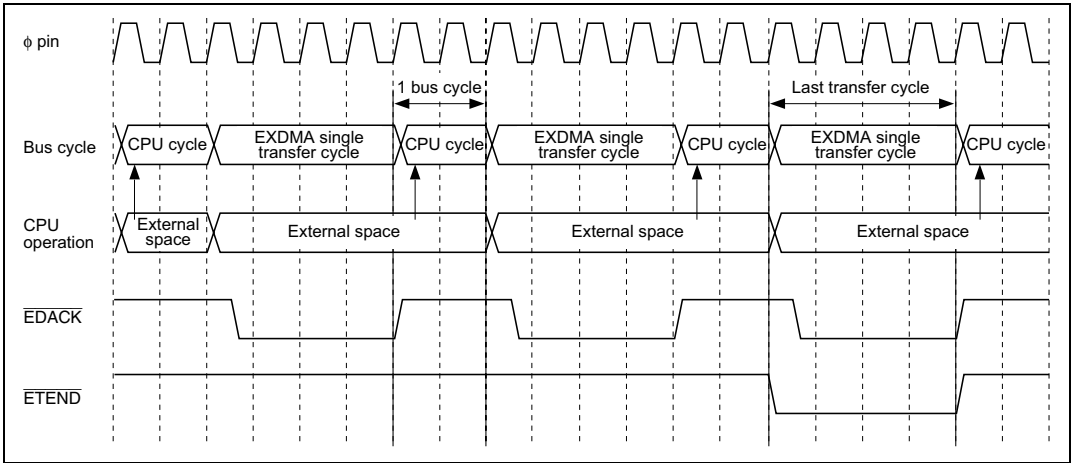 ϕ pin
1 bus cycle
Last transfer cycle
Bus cycle
CPU cycle
EXDMA single
transfer cycle
CPU cycle
EXDMA single
transfer cycle
CPU cycle
EXDMA single
transfer cycle
CPU cycle
CPU
operation
External
space
External space
External space
External space
EDACK
ETEND